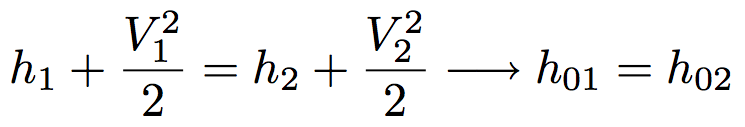 h₁ + V₁²/2 = h₂ + V₂²/2 ⟶ h₀₁ = h₀₂